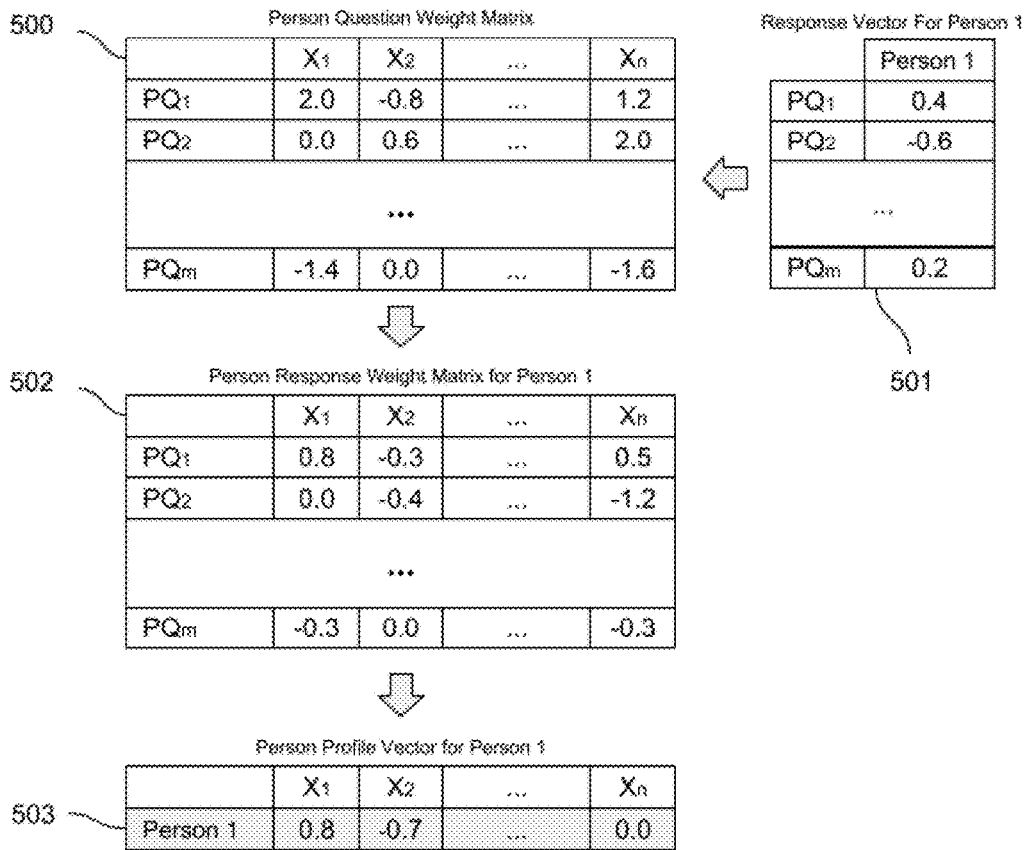 500
Person Question Weight Matrix
X1 X2 ... Xn
PQ1 2.0 -0.8 ... 1.2
PQ2 0.0 0.6 ... 2.0
...
PQm -1.4 0.0 ... -1.6
Response Vector For Person 1
Person 1
PQ1 0.4
PQ2 -0.6
...
PQm 0.2
501
502
Person Response Weight Matrix for Person 1
X1 X2 ... Xn
PQ1 0.8 -0.3 ... 0.5
PQ2 0.0 -0.4 ... -1.2
...
PQm -0.3 0.0 ... -0.3
Person Profile Vector for Person 1
X1 X2 ... Xn
503
Person 1 0.8 -0.7 ... 0.0